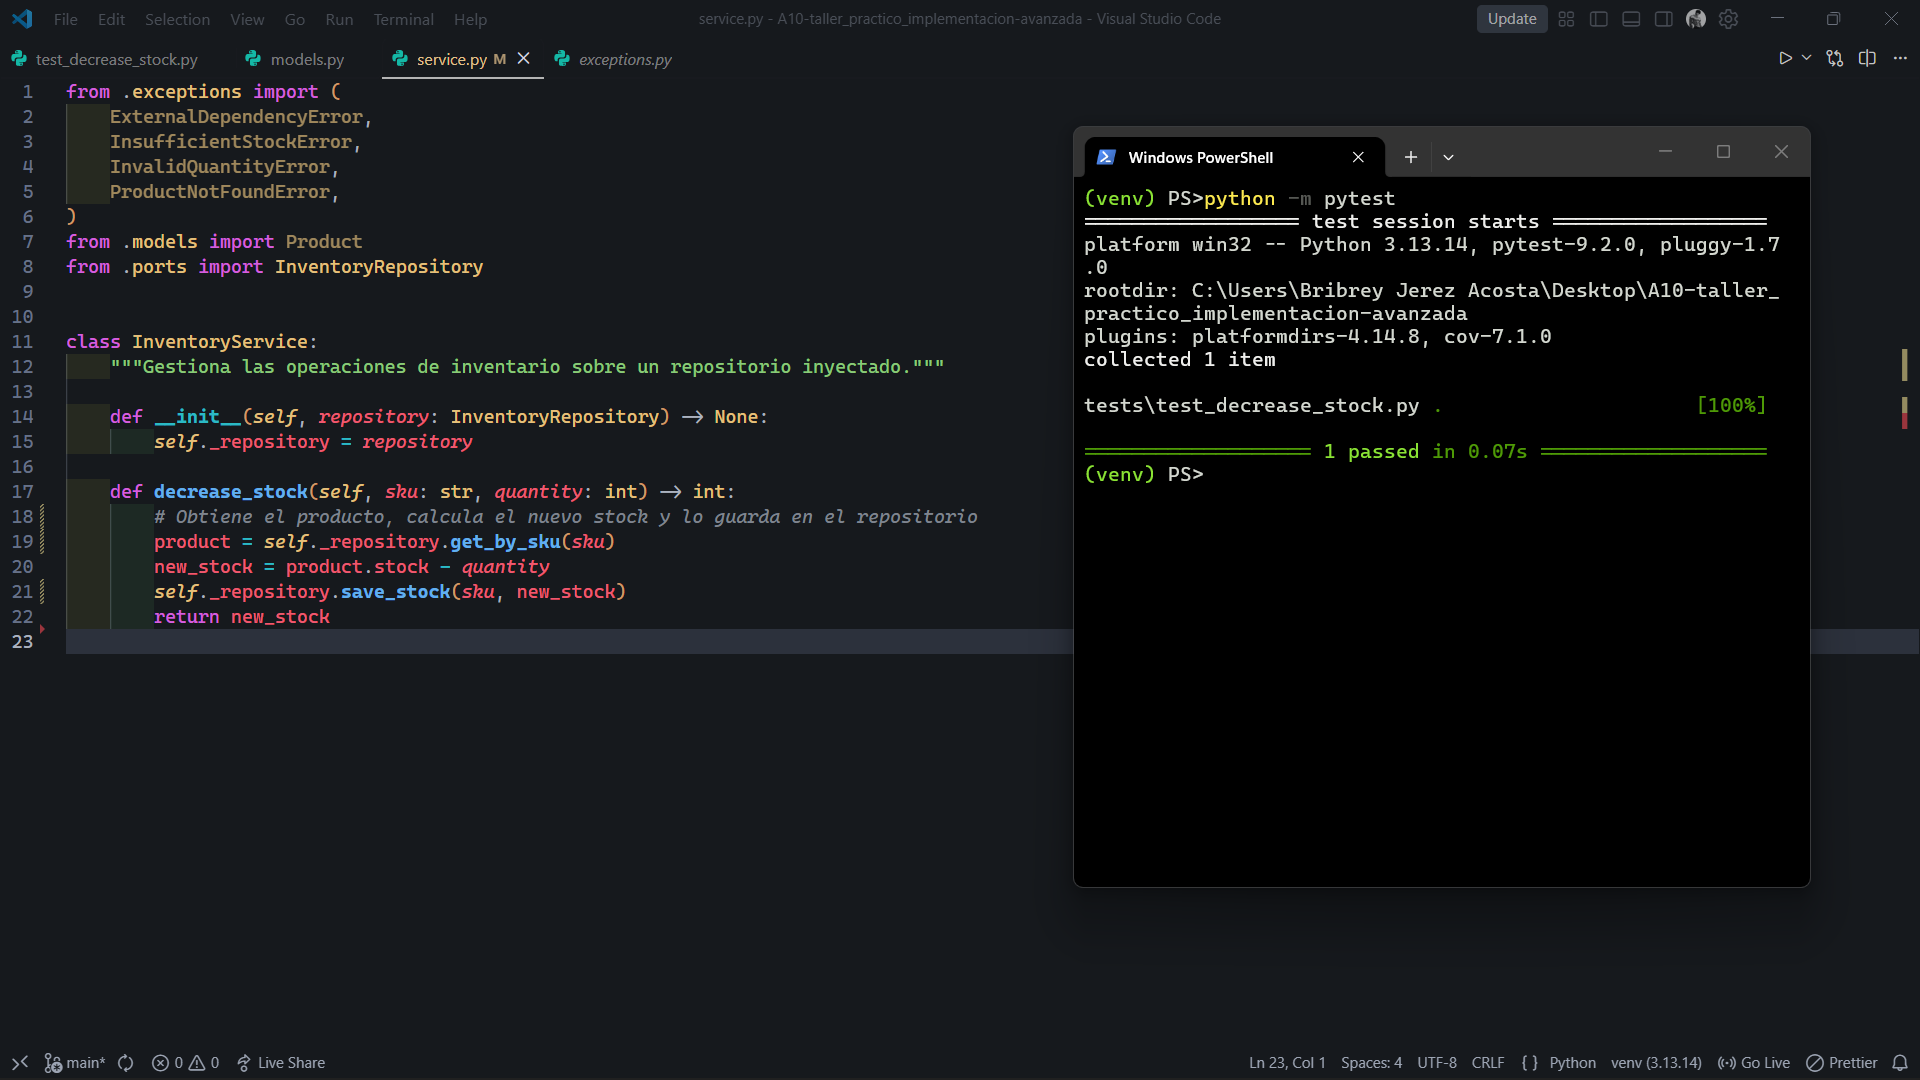 File Edit Selection View Go Run Terminal Help
service.py - A10-taller_practico_implementacion-avanzada - Visual Studio Code
Update
test_decrease_stock.py
models.py
service.py M
exceptions.py
1 from .exceptions import (
2 ExternalDependencyError,
3 InsufficientStockError,
4 InvalidQuantityError,
5 ProductNotFoundError,
6 )
7 from .models import Product
8 from .ports import InventoryRepository
9
10
11 class InventoryService:
12 """Gestiona las operaciones de inventario sobre un repositorio inyectado."""
13
14 def __init__(self, repository: InventoryRepository) -> None:
15 self._repository = repository
16
17 def decrease_stock(self, sku: str, quantity: int) -> int:
18 # Obtiene el producto, calcula el nuevo stock y lo guarda en el repositorio
19 product = self._repository.get_by_sku(sku)
20 new_stock = product.stock - quantity
21 self._repository.save_stock(sku, new_stock)
22 return new_stock
23
Windows PowerShell
(venv) PS>python -m pytest
=================== test session starts ===================
platform win32 -- Python 3.13.14, pytest-9.2.0, pluggy-1.7
.0
rootdir: C:\Users\Bribrey Jerez Acosta\Desktop\A10-taller_
practico_implementacion-avanzada
plugins: platformdirs-4.14.8, cov-7.1.0
collected 1 item
tests\test_decrease_stock.py . [100%]
==================== 1 passed in 0.07s ====================
(venv) PS>
main* 0 0 Live Share
Ln 23, Col 1 Spaces: 4 UTF-8 CRLF { } Python venv (3.13.14) Go Live Prettier